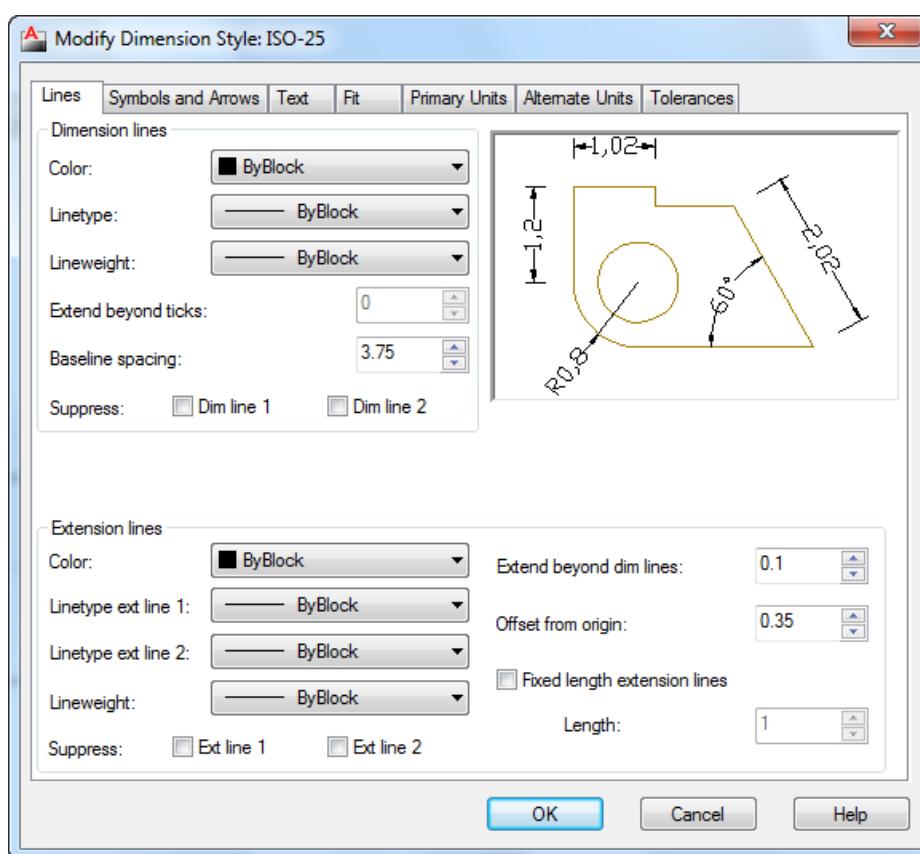 Modify Dimension Style: ISO-25
Lines
Symbols and Arrows
Text
Fit
Primary Units
Alternate Units
Tolerances
Dimension lines
Color:
ByBlock
Linetype:
ByBlock
Lineweight:
ByBlock
Extend beyond ticks:
0
Baseline spacing:
3.75
Suppress:
Dim line 1
Dim line 2
1,02
1,2
2,02
60°
R0,8
Extension lines
Color:
ByBlock
Linetype ext line 1:
ByBlock
Linetype ext line 2:
ByBlock
Lineweight:
ByBlock
Suppress:
Ext line 1
Ext line 2
Extend beyond dim lines:
0.1
Offset from origin:
0.35
Fixed length extension lines
Length:
1
OK
Cancel
Help